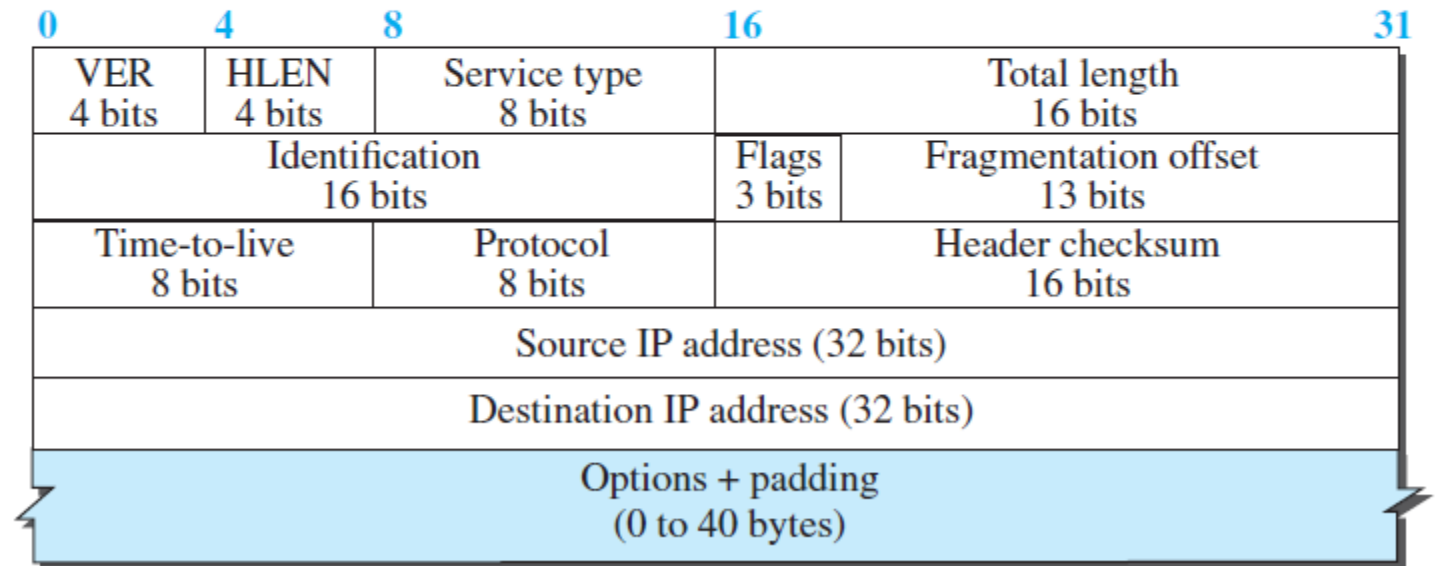 0 4 8 16 31
VER HLEN Service type Total length
4 bits 4 bits 8 bits 16 bits
Identification Flags Fragmentation offset
16 bits 3 bits 13 bits
Time-to-live Protocol Header checksum
8 bits 8 bits 16 bits
Source IP address (32 bits)
Destination IP address (32 bits)
Options + padding
(0 to 40 bytes)